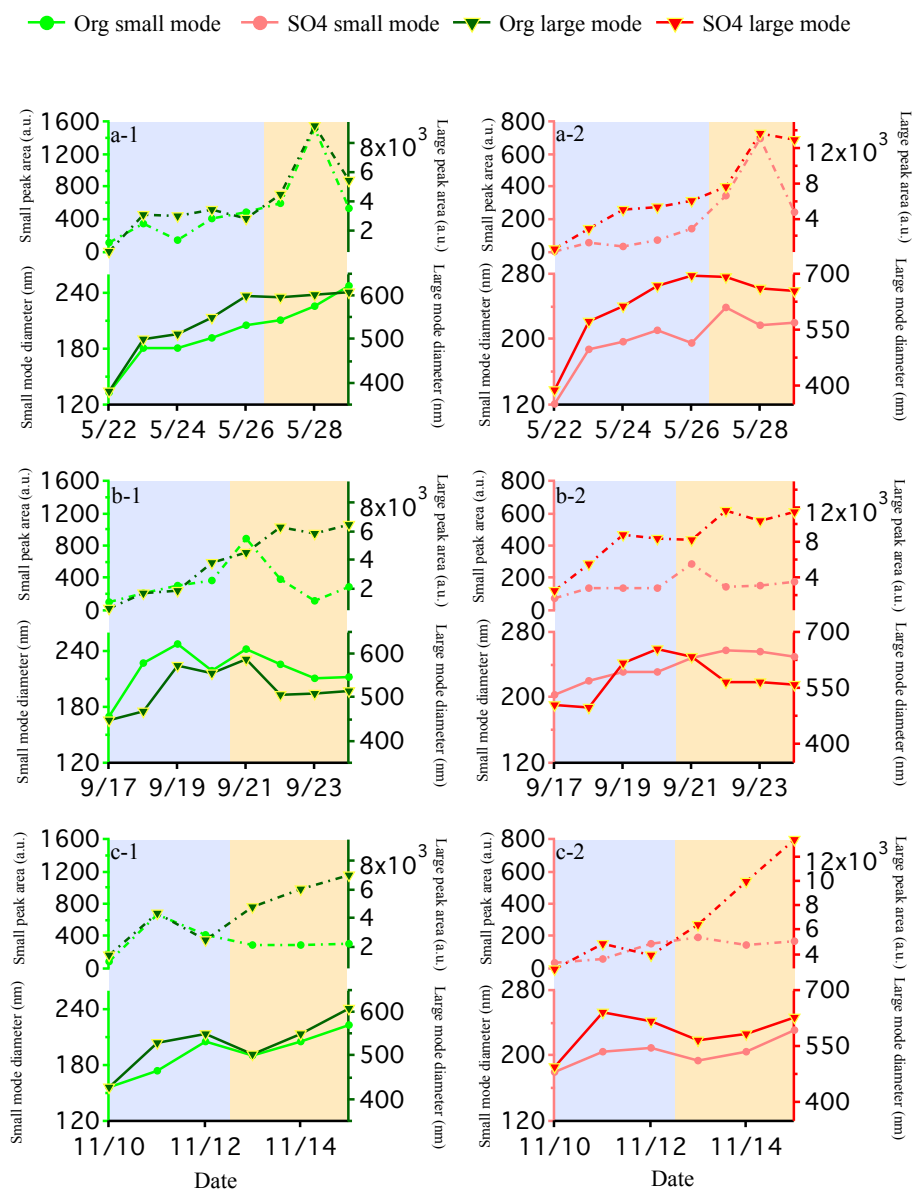 Org small mode SO4 small mode Org large mode SO4 large mode
a-1
Small peak area (a.u.)
1600
1200
800
400
0
Large peak area (a.u.)
8x10³
6
4
2
Small mode diameter (nm)
240
180
120
Large mode diameter (nm)
600
500
400
5/22 5/24 5/26 5/28
a-2
Small peak area (a.u.)
800
600
400
200
0
Large peak area (a.u.)
12x10³
8
4
Small mode diameter (nm)
280
200
120
Large mode diameter (nm)
700
550
400
5/22 5/24 5/26 5/28
b-1
Small peak area (a.u.)
1600
1200
800
400
0
Large peak area (a.u.)
8x10³
6
4
2
Small mode diameter (nm)
240
180
120
Large mode diameter (nm)
600
500
400
9/17 9/19 9/21 9/23
b-2
Small peak area (a.u.)
800
600
400
200
0
Large peak area (a.u.)
12x10³
8
4
Small mode diameter (nm)
280
200
120
Large mode diameter (nm)
700
550
400
9/17 9/19 9/21 9/23
c-1
Small peak area (a.u.)
1600
1200
800
400
0
Large peak area (a.u.)
8x10³
6
4
2
Small mode diameter (nm)
240
180
120
Large mode diameter (nm)
600
500
400
11/10 11/12 11/14
Date
c-2
Small peak area (a.u.)
800
600
400
200
0
Large peak area (a.u.)
12x10³
10
8
6
4
Small mode diameter (nm)
280
200
120
Large mode diameter (nm)
700
550
400
11/10 11/12 11/14
Date